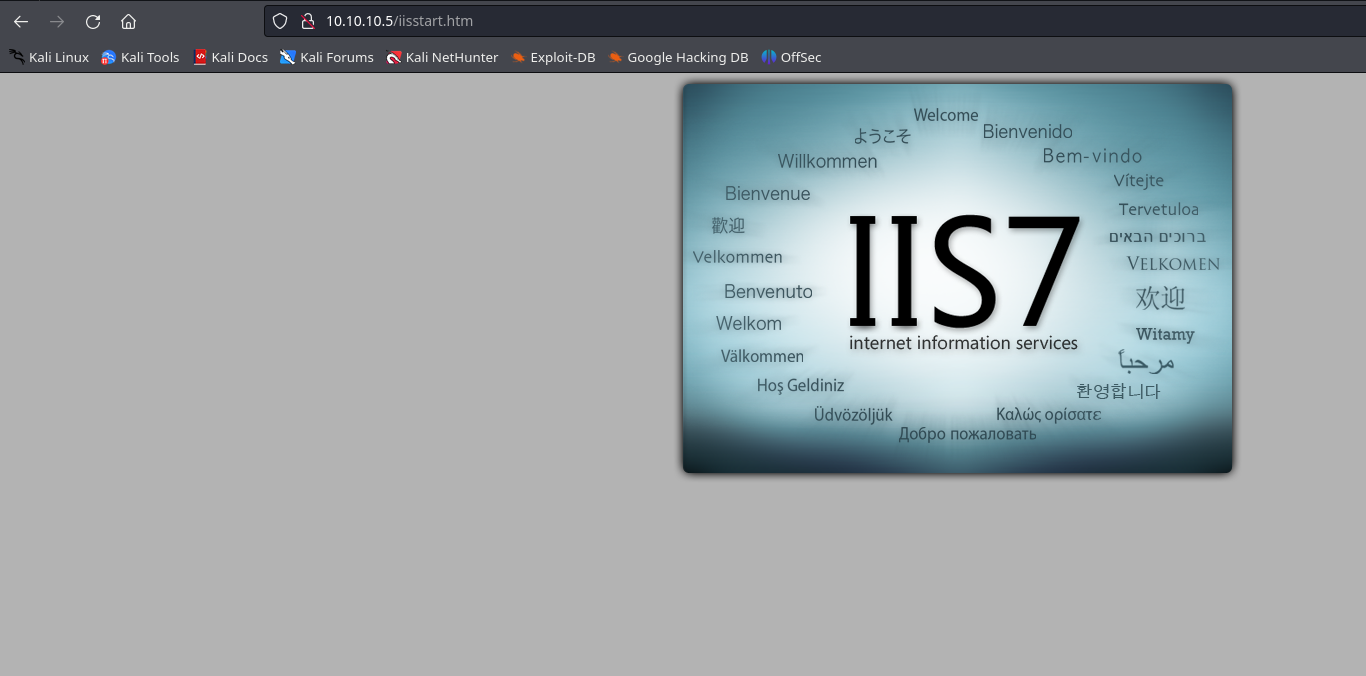 10.10.10.5/iisstart.htm
Kali Linux Kali Tools Kali Docs Kali Forums Kali NetHunter Exploit-DB Google Hacking DB OffSec
Welcome
ようこそ
Bienvenido
Willkommen
Bem-vindo
Bienvenue
Vítejte
歡迎
Tervetuloa
ברוכים הבאים
Velkommen
VELKOMEN
Benvenuto
欢迎
Welkom
Witamy
Välkommen
مرحباً
Hoş Geldiniz
환영합니다
Üdvözöljük
Καλώς ορίσατε
Добро пожаловать
IIS7
internet information services